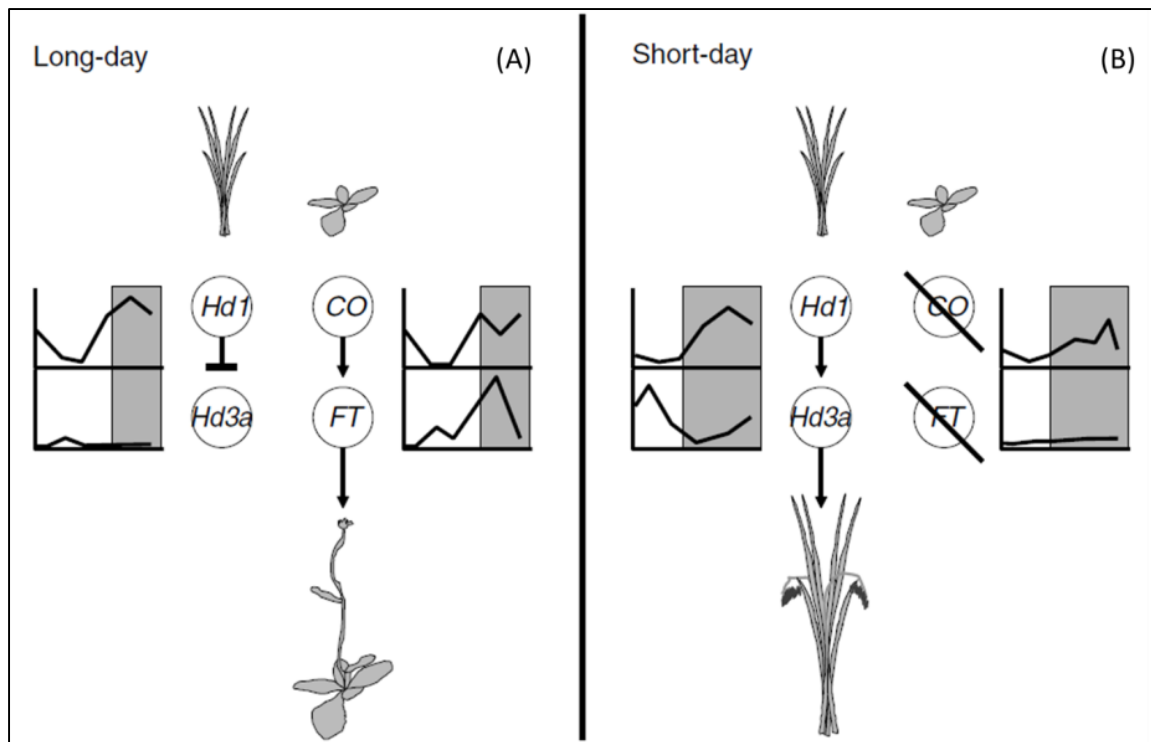 Long-day
(A)
Hd1
CO
Hd3a
FT
Short-day
(B)
Hd1
CO
Hd3a
FT